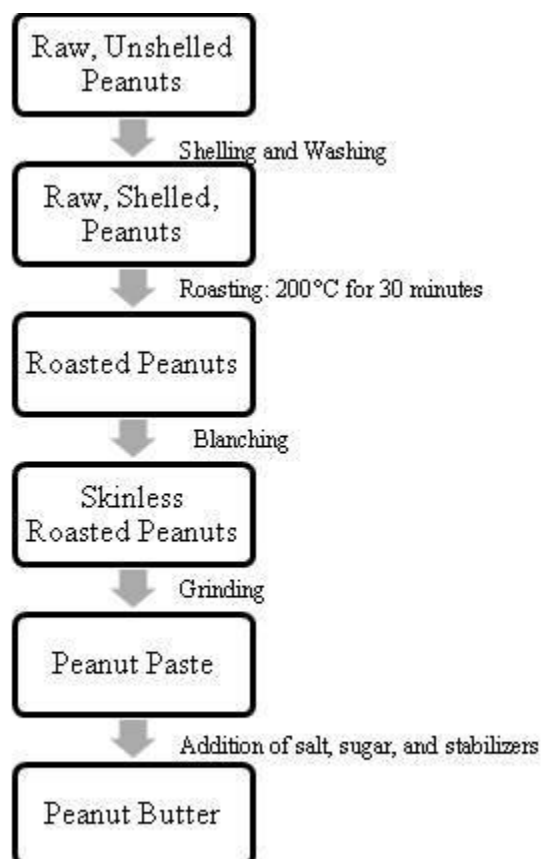 Raw, Unshelled
Peanuts
Shelling and Washing
Raw, Shelled,
Peanuts
Roasting: 200°C for 30 minutes
Roasted Peanuts
Blanching
Skinless
Roasted Peanuts
Grinding
Peanut Paste
Addition of salt, sugar, and stabilizers
Peanut Butter